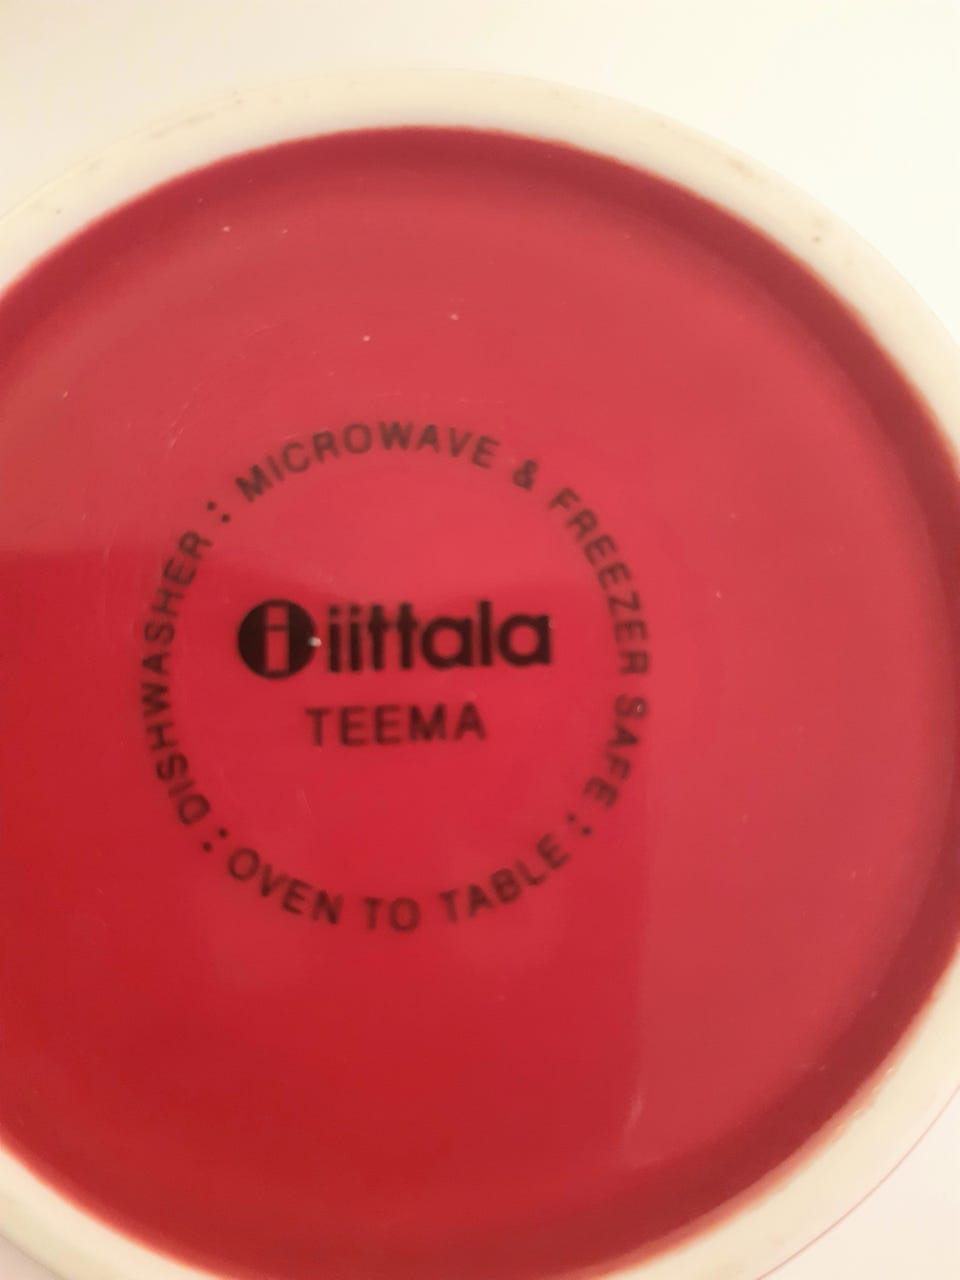 DISHWASHER : MICROWAVE & FREEZER SAFE : OVEN TO TABLE :
i iittala
TEEMA